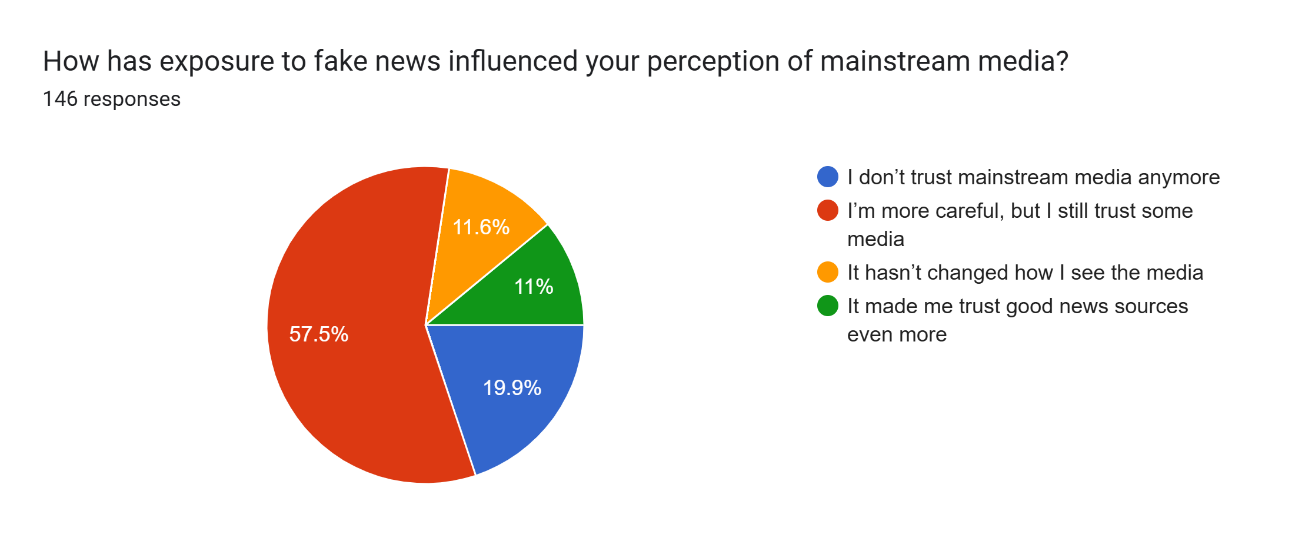 How has exposure to fake news influenced your perception of mainstream media?
146 responses
11.6%
11%
57.5%
19.9%
I don’t trust mainstream media anymore
I’m more careful, but I still trust some
media
It hasn’t changed how I see the media
It made me trust good news sources
even more